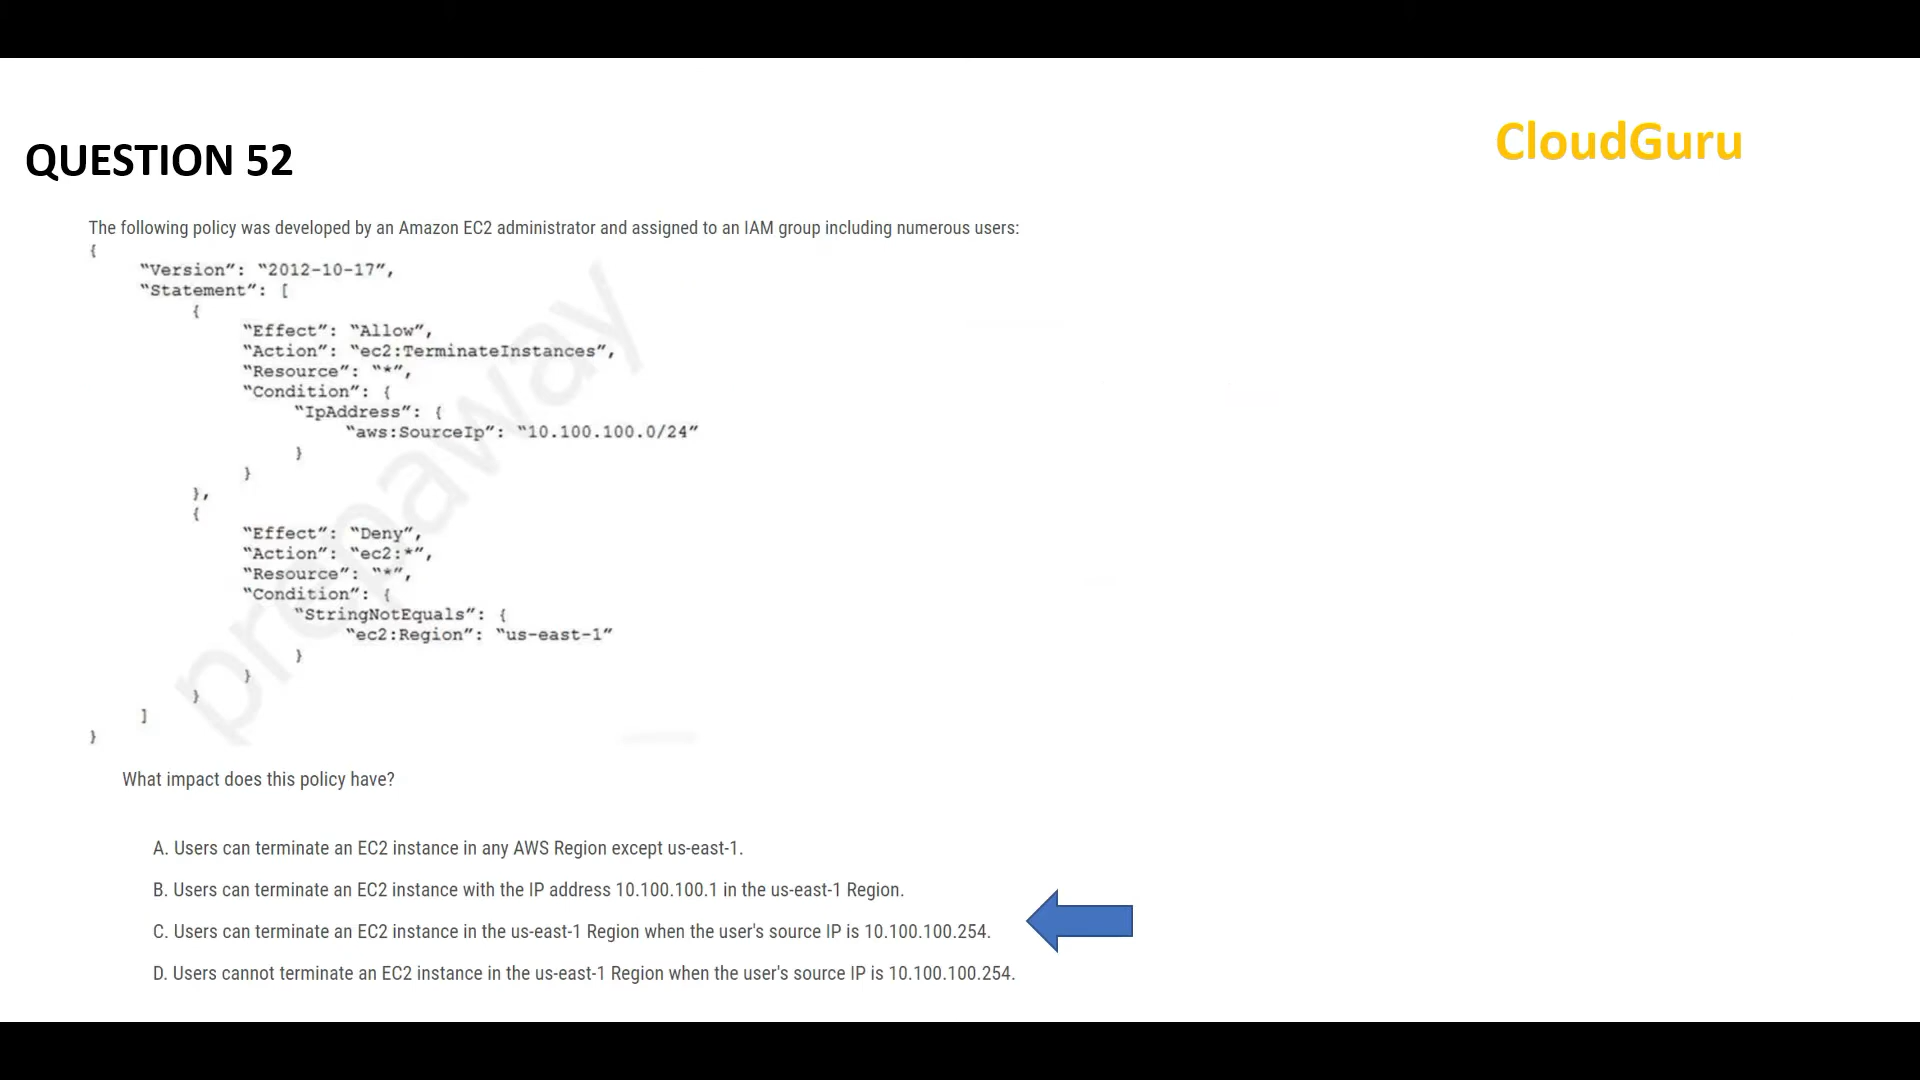 CloudGuru
QUESTION 52
The following policy was developed by an Amazon EC2 administrator and assigned to an IAM group including numerous users:
{
“Version”: “2012-10-17”,
“Statement”: [
{
“Effect”: “Allow”,
“Action”: “ec2:TerminateInstances”,
“Resource”: “*”,
“Condition”: {
“IpAddress”: {
“aws:SourceIp”: “10.100.100.0/24”
}
}
},
{
“Effect”: “Deny”,
“Action”: “ec2:*”,
“Resource”: “*”,
“Condition”: {
“StringNotEquals”: {
“ec2:Region”: “us-east-1”
}
}
}
]
}
prepaway
What impact does this policy have?
A. Users can terminate an EC2 instance in any AWS Region except us-east-1.
B. Users can terminate an EC2 instance with the IP address 10.100.100.1 in the us-east-1 Region.
C. Users can terminate an EC2 instance in the us-east-1 Region when the user's source IP is 10.100.100.254.
D. Users cannot terminate an EC2 instance in the us-east-1 Region when the user's source IP is 10.100.100.254.